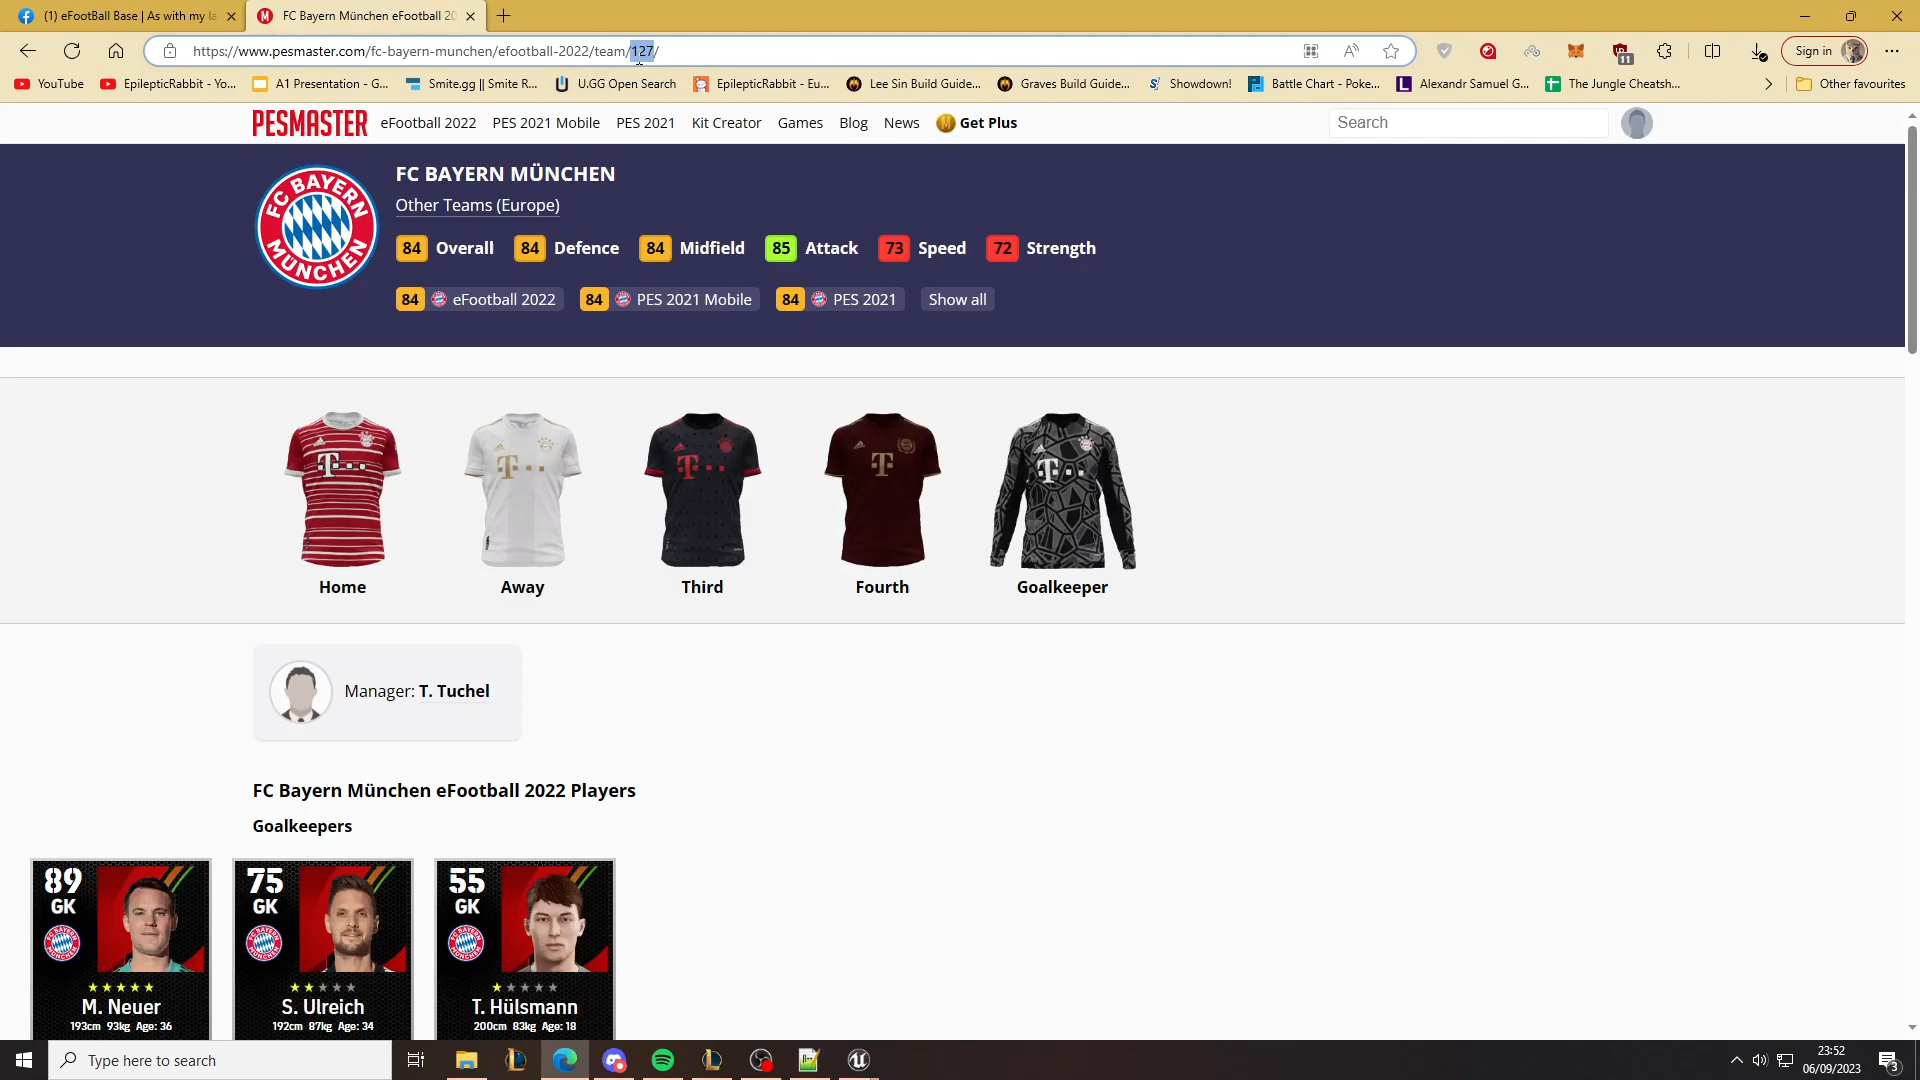 (1) eFootBall Base | As with my la
FC Bayern München eFootball 20
https://www.pesmaster.com/fc-bayern-munchen/efootball-2022/team/127/
Sign in
11
YouTube
EpilepticRabbit - Yo...
A1 Presentation - G...
Smite.gg || Smite R...
U.GG Open Search
EpilepticRabbit - Eu...
Lee Sin Build Guide...
Graves Build Guide...
Showdown!
Battle Chart - Poke...
Alexandr Samuel G...
The Jungle Cheatsh...
Other favourites
PESMASTER
eFootball 2022
PES 2021 Mobile
PES 2021
Kit Creator
Games
Blog
News
Get Plus
Search
FC BAYERN MÜNCHEN
FC BAYERN MÜNCHEN
Other Teams (Europe)
84 Overall 84 Defence 84 Midfield 85 Attack 73 Speed 72 Strength
84 eFootball 2022 84 PES 2021 Mobile 84 PES 2021 Show all
Home
Away
Third
Fourth
Goalkeeper
Manager: T. Tuchel
FC Bayern München eFootball 2022 Players
Goalkeepers
89
GK
M. Neuer
193cm 93kg Age: 36
75
GK
S. Ulreich
192cm 87kg Age: 34
55
GK
T. Hülsmann
200cm 83kg Age: 18
Type here to search
23:52
06/09/2023
3